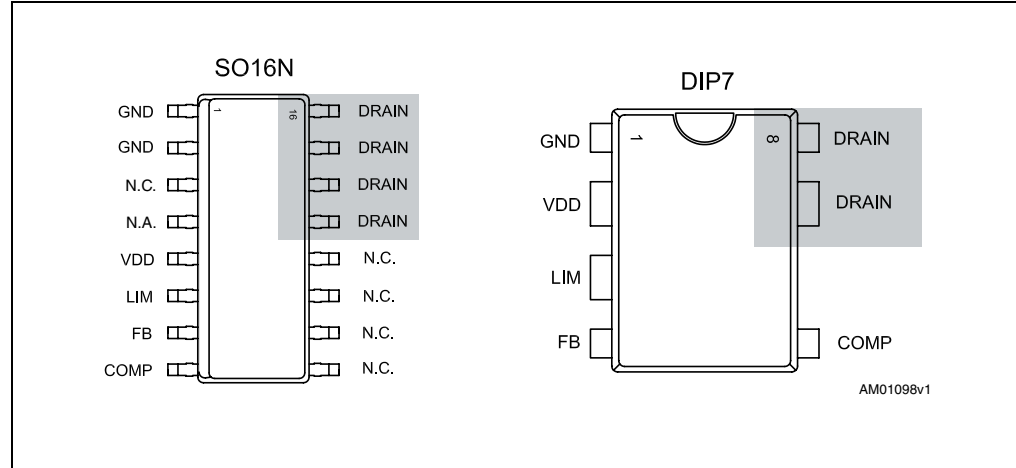 SO16N
GND 1 16 DRAIN
GND DRAIN
N.C. DRAIN
N.A. DRAIN
VDD N.C.
LIM N.C.
FB N.C.
COMP N.C.
DIP7
GND 1 8 DRAIN
VDD DRAIN
LIM
FB COMP
AM01098v1